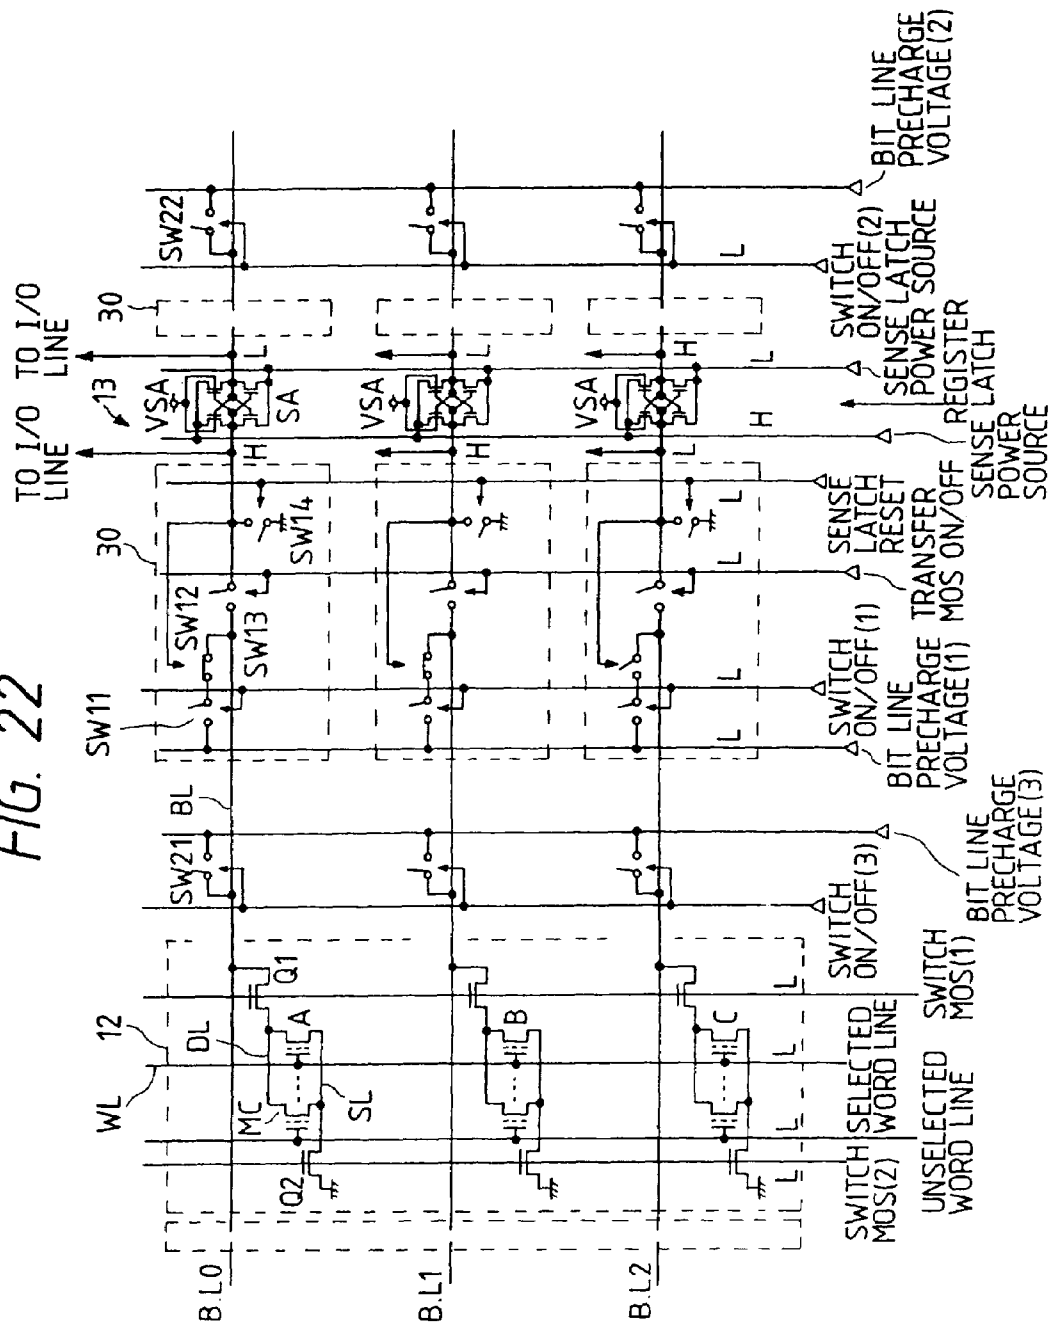 FIG. 22
TO I/O
LINE
TO I/O
LINE
13
30
30
12
WL
DL
MC
A
Q1
Q2
SL
SW21
BL
SW11
SW12
SW13
SW14
VSA
SA
SW22
H
L
B.L0
B
VSA
H
L
B.L1
C
VSA
L
H
B.L2
L
L
L
L
L
L
L
L
H
L
L
SWITCH
MOS(2)
UNSELECTED
WORD LINE
SELECTED
WORD LINE
SWITCH
MOS(1)
SWITCH
ON/OFF(3)
BIT LINE
PRECHARGE
VOLTAGE(3)
BIT LINE
PRECHARGE
VOLTAGE(1)
SWITCH
ON/OFF(1)
TRANSFER
MOS ON/OFF
SENSE
LATCH
RESET
SENSE LATCH
POWER
SOURCE
REGISTER
SENSE LATCH
POWER SOURCE
SWITCH
ON/OFF(2)
BIT LINE
PRECHARGE
VOLTAGE(2)